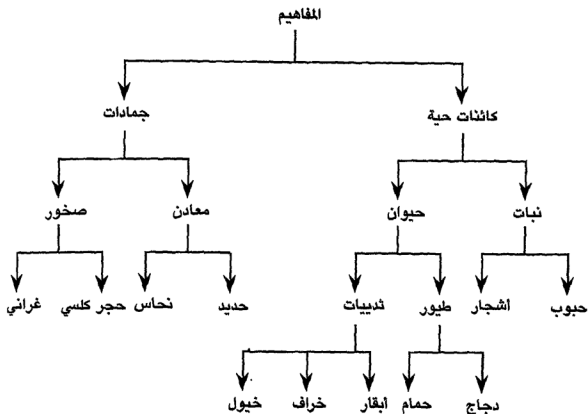 المفاهيم
كائنات حية جمادات
نبات حيوان معادن صخور
حبوب أشجار طيور ثدييات حديد نحاس حجر كلسي غراني
دجاج حمام أبقار خراف خيول